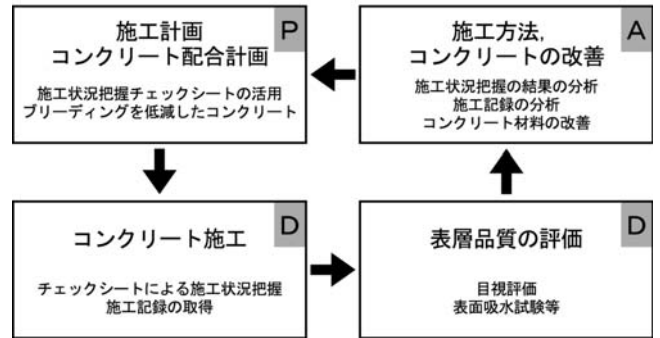 施工計画
コンクリート配合計画
P
施工状況把握チェックシートの活用
ブリーディングを低減したコンクリート
施工方法,
コンクリートの改善
A
施工状況把握の結果の分析
施工記録の分析
コンクリート材料の改善
コンクリート施工
D
チェックシートによる施工状況把握
施工記録の取得
表層品質の評価
D
目視評価
表面吸水試験等